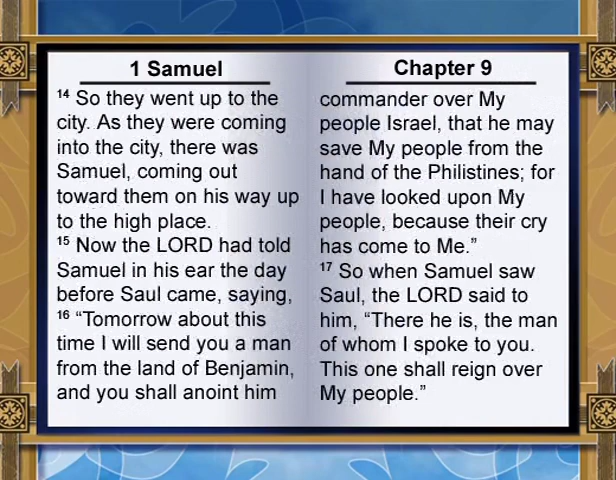 1 Samuel
14 So they went up to the
city. As they were coming
into the city, there was
Samuel, coming out
toward them on his way up
to the high place.
15 Now the LORD had told
Samuel in his ear the day
before Saul came, saying,
16 “Tomorrow about this
time I will send you a man
from the land of Benjamin,
and you shall anoint him
Chapter 9
commander over My
people Israel, that he may
save My people from the
hand of the Philistines; for
I have looked upon My
people, because their cry
has come to Me.”
17 So when Samuel saw
Saul, the LORD said to
him, “There he is, the man
of whom I spoke to you.
This one shall reign over
My people.”